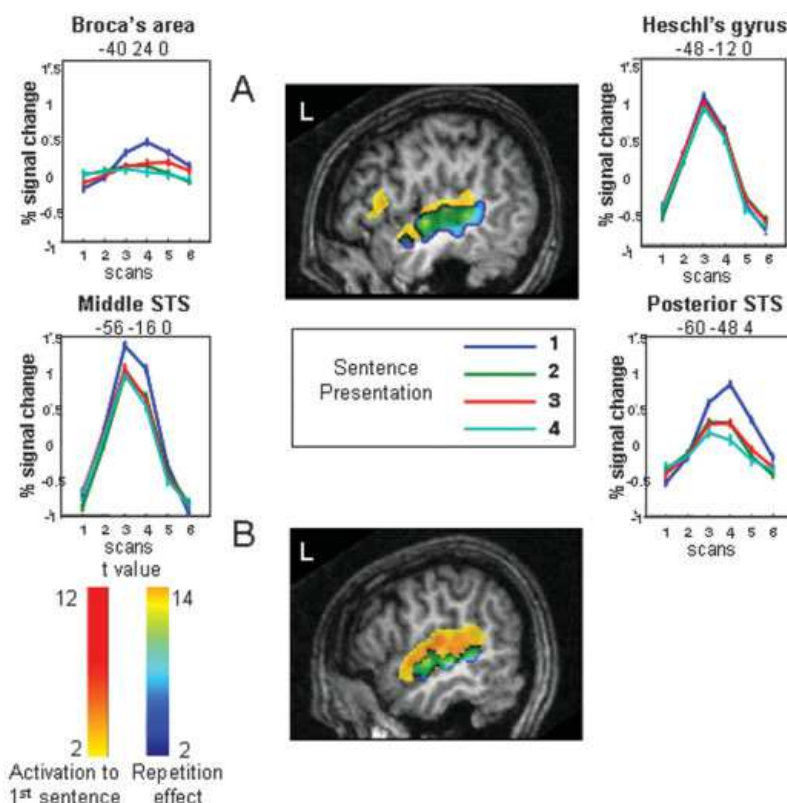 Broca's area
-40 24 0
1.5
1
0.5
0
-0.5
-1
% signal change
1 2 3 4 5 6
scans
A
L
Heschl's gyrus
-48 -12 0
1.5
1
0.5
0
-0.5
-1
% signal change
1 2 3 4 5 6
scans
Middle STS
-56 -16 0
1.5
1
0.5
0
-0.5
-1
% signal change
1 2 3 4 5 6
scans
Sentence
Presentation
1
2
3
4
Posterior STS
-60 -48 4
1.5
1
0.5
0
-0.5
-1
% signal change
1 2 3 4 5 6
scans
B
L
t value
12
2
14
2
Activation to
1st sentence
Repetition
effect